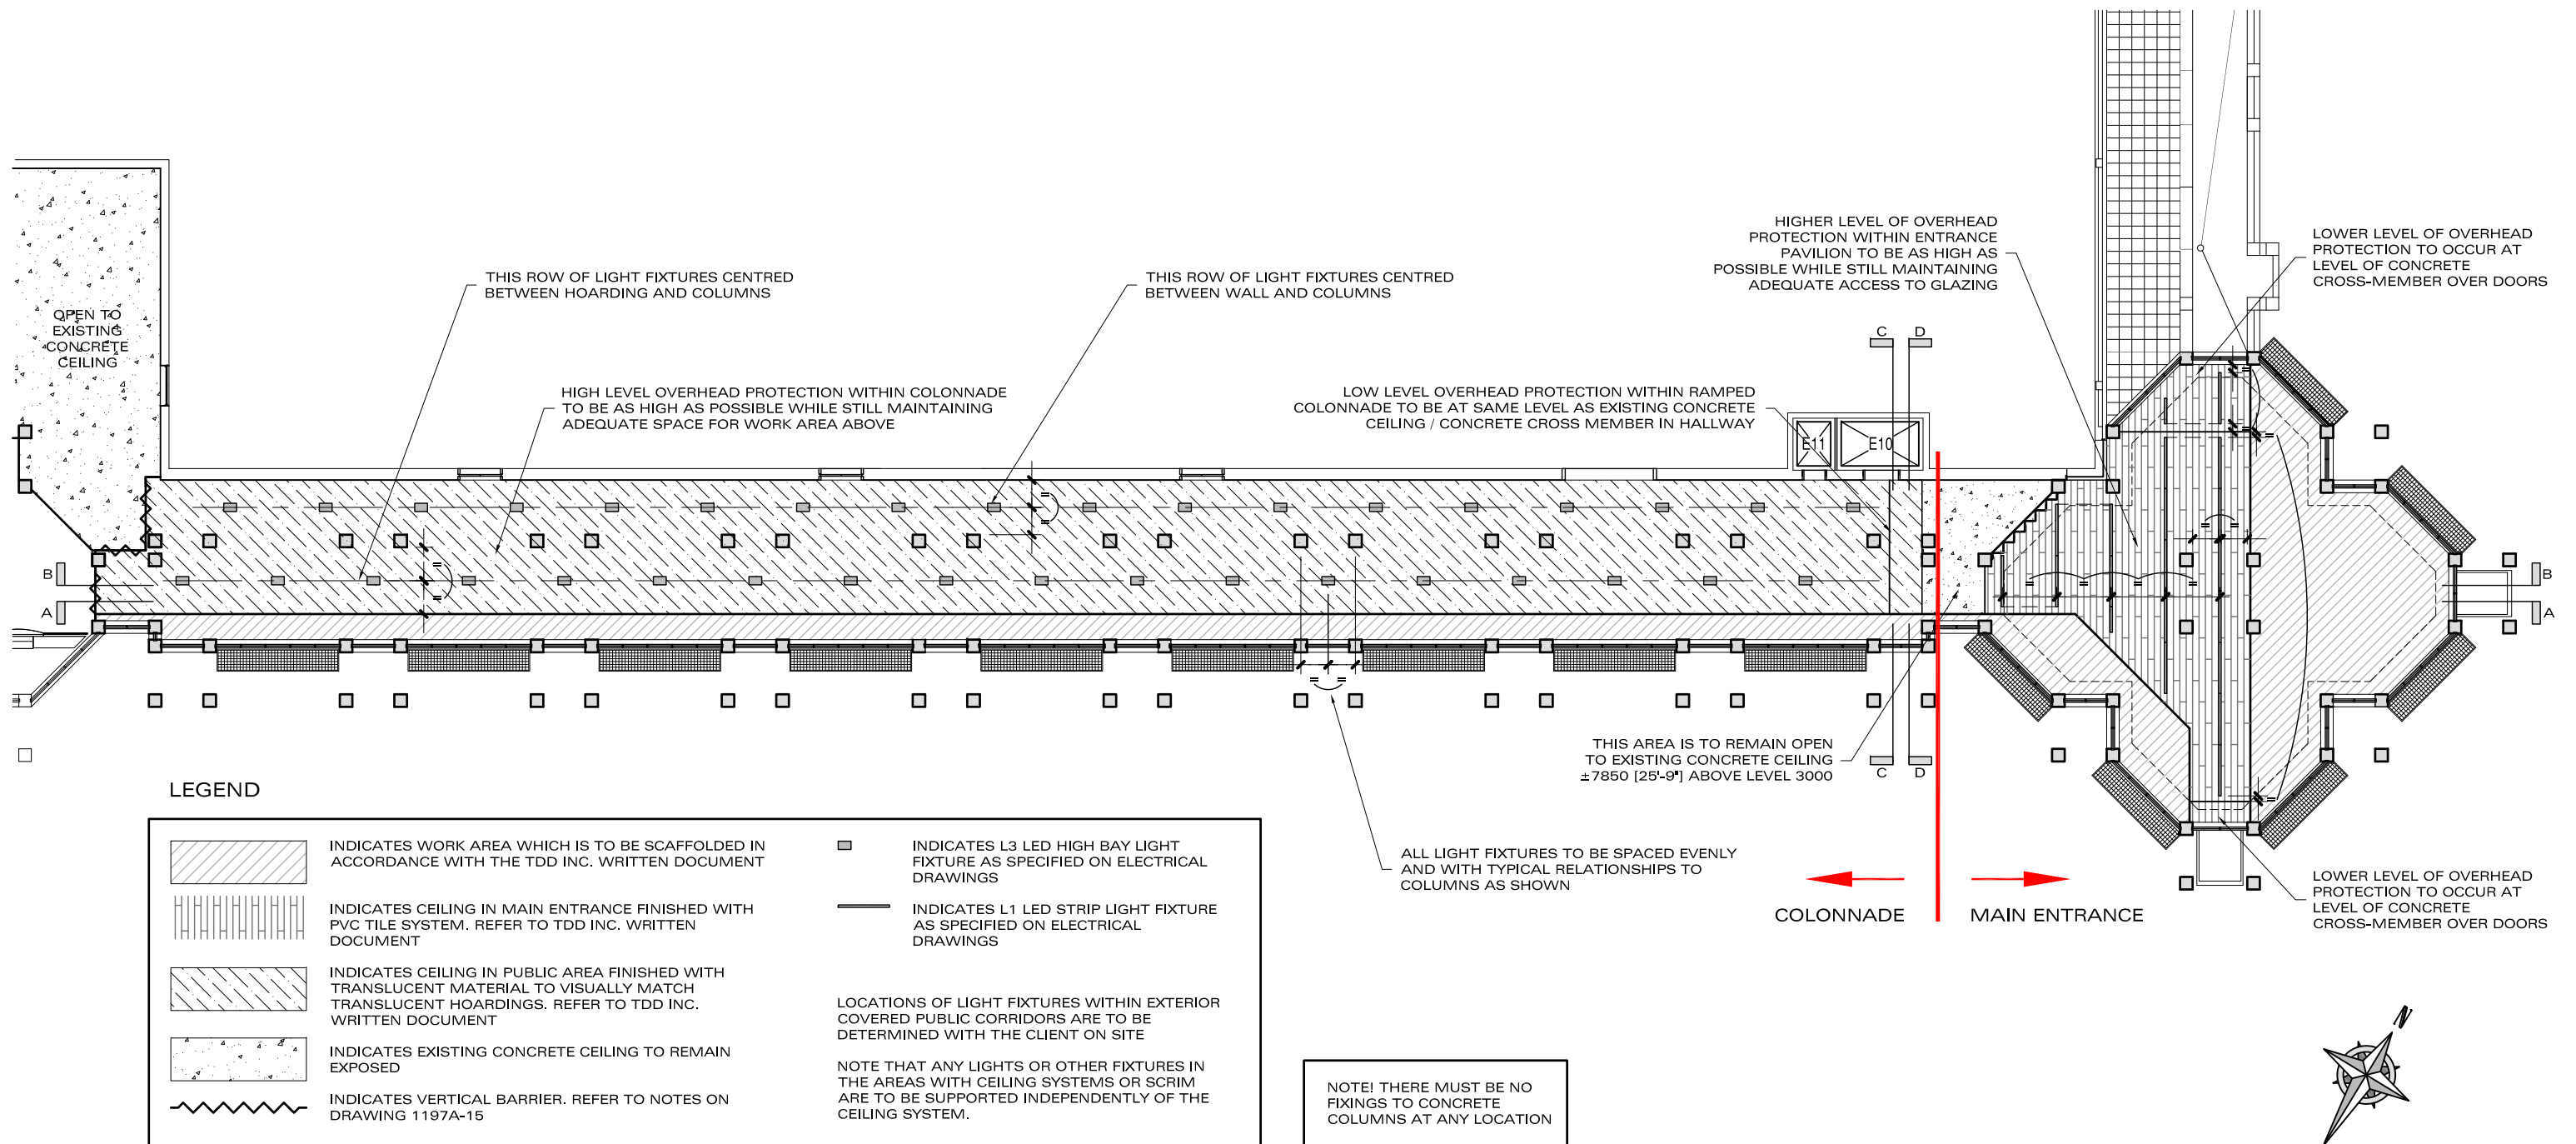 OPEN TO
EXISTING
CONCRETE
CEILING
THIS ROW OF LIGHT FIXTURES CENTRED
BETWEEN HOARDING AND COLUMNS
THIS ROW OF LIGHT FIXTURES CENTRED
BETWEEN WALL AND COLUMNS
HIGHER LEVEL OF OVERHEAD
PROTECTION WITHIN ENTRANCE
PAVILION TO BE AS HIGH AS
POSSIBLE WHILE STILL MAINTAINING
ADEQUATE ACCESS TO GLAZING
LOWER LEVEL OF OVERHEAD
PROTECTION TO OCCUR AT
LEVEL OF CONCRETE
CROSS-MEMBER OVER DOORS
HIGH LEVEL OVERHEAD PROTECTION WITHIN COLONNADE
TO BE AS HIGH AS POSSIBLE WHILE STILL MAINTAINING
ADEQUATE SPACE FOR WORK AREA ABOVE
LOW LEVEL OVERHEAD PROTECTION WITHIN RAMPED
COLONNADE TO BE AT SAME LEVEL AS EXISTING CONCRETE
CEILING / CONCRETE CROSS MEMBER IN HALLWAY
C D
E11 E10
B
A
B
A
THIS AREA IS TO REMAIN OPEN
TO EXISTING CONCRETE CEILING
±7850 [25'-9"] ABOVE LEVEL 3000
C D
ALL LIGHT FIXTURES TO BE SPACED EVENLY
AND WITH TYPICAL RELATIONSHIPS TO
COLUMNS AS SHOWN
COLONNADE
MAIN ENTRANCE
LOWER LEVEL OF OVERHEAD
PROTECTION TO OCCUR AT
LEVEL OF CONCRETE
CROSS-MEMBER OVER DOORS
LEGEND
INDICATES WORK AREA WHICH IS TO BE SCAFFOLDED IN
ACCORDANCE WITH THE TDD INC. WRITTEN DOCUMENT
INDICATES CEILING IN MAIN ENTRANCE FINISHED WITH
PVC TILE SYSTEM. REFER TO TDD INC. WRITTEN
DOCUMENT
INDICATES CEILING IN PUBLIC AREA FINISHED WITH
TRANSLUCENT MATERIAL TO VISUALLY MATCH
TRANSLUCENT HOARDINGS. REFER TO TDD INC.
WRITTEN DOCUMENT
INDICATES EXISTING CONCRETE CEILING TO REMAIN
EXPOSED
INDICATES VERTICAL BARRIER. REFER TO NOTES ON
DRAWING 1197A-15
INDICATES L3 LED HIGH BAY LIGHT
FIXTURE AS SPECIFIED ON ELECTRICAL
DRAWINGS
INDICATES L1 LED STRIP LIGHT FIXTURE
AS SPECIFIED ON ELECTRICAL
DRAWINGS
LOCATIONS OF LIGHT FIXTURES WITHIN EXTERIOR
COVERED PUBLIC CORRIDORS ARE TO BE
DETERMINED WITH THE CLIENT ON SITE
NOTE THAT ANY LIGHTS OR OTHER FIXTURES IN
THE AREAS WITH CEILING SYSTEMS OR SCRIM
ARE TO BE SUPPORTED INDEPENDENTLY OF THE
CEILING SYSTEM.
NOTE! THERE MUST BE NO
FIXINGS TO CONCRETE
COLUMNS AT ANY LOCATION
N